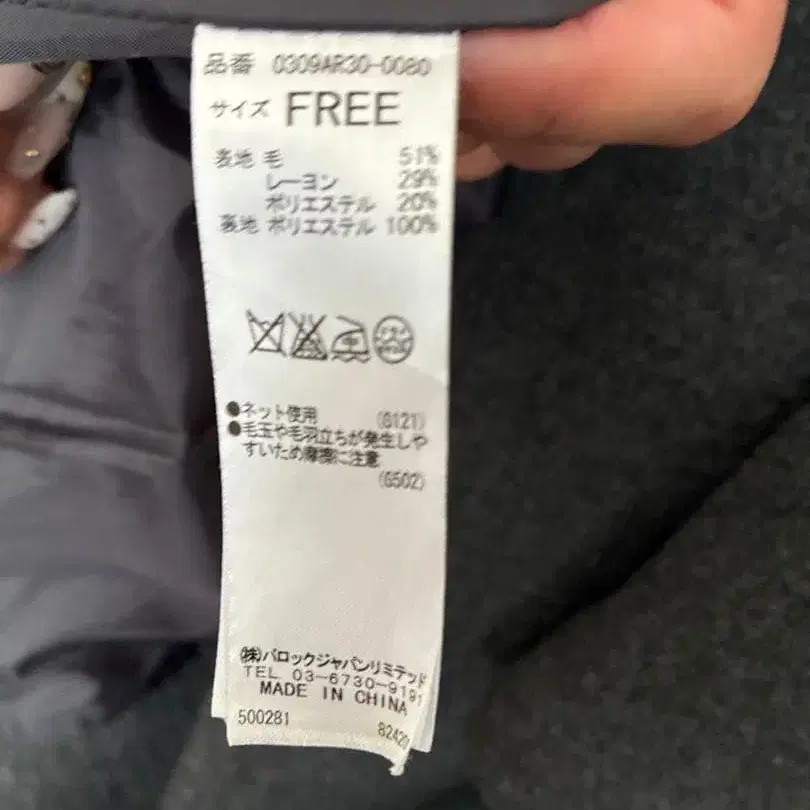 品番 0309AR30-0080
サイズ FREE
表地 毛 51%
レーヨン 29%
ポリエステル 20%
裏地 ポリエステル 100%
●ネット使用 (G121)
●毛玉や毛羽立ちが発生しや
すいため摩擦に注意
(G502)
(株)バロックジャパンリミテッド
TEL 03-6730-9191
MADE IN CHINA
500281 82420